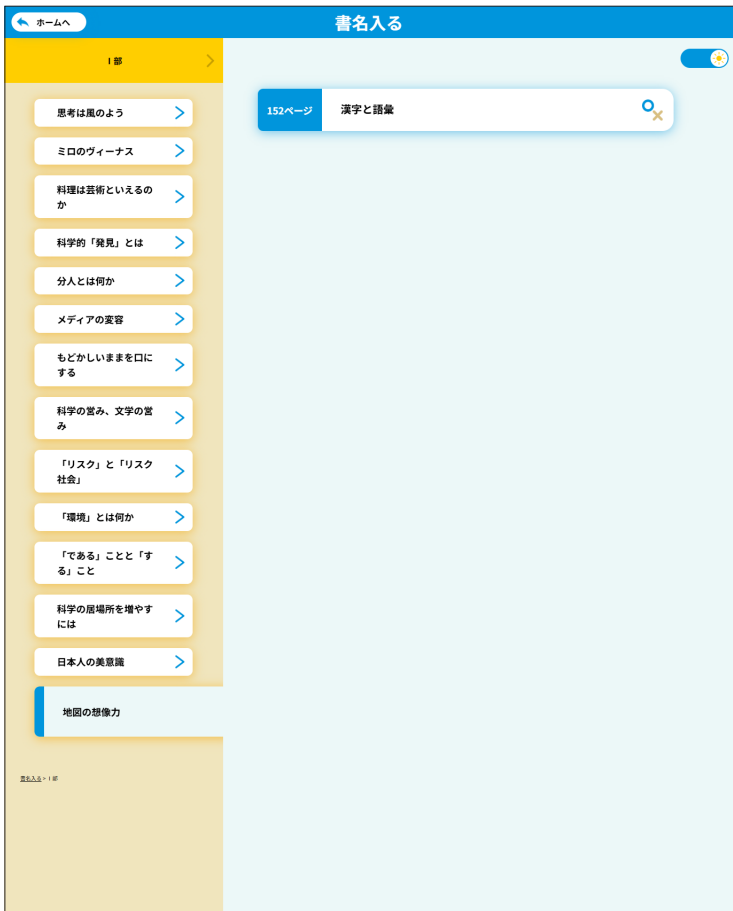 ホームへ
書名入る
Ⅰ部
思考は風のよう
ミロのヴィーナス
料理は芸術といえるの
か
科学的「発見」とは
分人とは何か
メディアの変容
もどかしいままを口に
する
科学の営み、文学の営
み
「リスク」と「リスク
社会」
「環境」とは何か
「である」ことと「す
る」こと
科学の居場所を増やす
には
日本人の美意識
地図の想像力
書名入る > Ⅰ部
152ページ
漢字と語彙